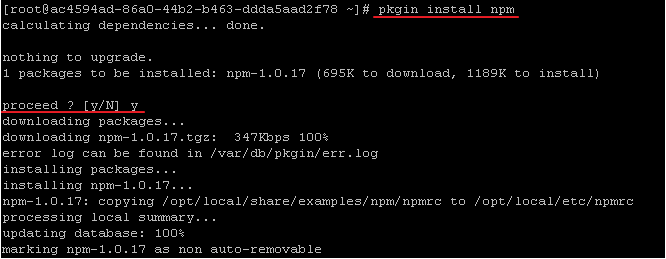 [root@ac4594ad-86a0-44b2-b463-ddda5aad2f78 ~]# pkgin install npm
calculating dependencies... done.
nothing to upgrade.
1 packages to be installed: npm-1.0.17 (695K to download, 1189K to install)
proceed ? [y/N] y
downloading packages...
downloading npm-1.0.17.tgz:  347Kbps 100%
error log can be found in /var/db/pkgin/err.log
installing packages...
installing npm-1.0.17...
npm-1.0.17: copying /opt/local/share/examples/npm/npmrc to /opt/local/etc/npmrc
processing local summary...
updating database: 100%
marking npm-1.0.17 as non auto-removable